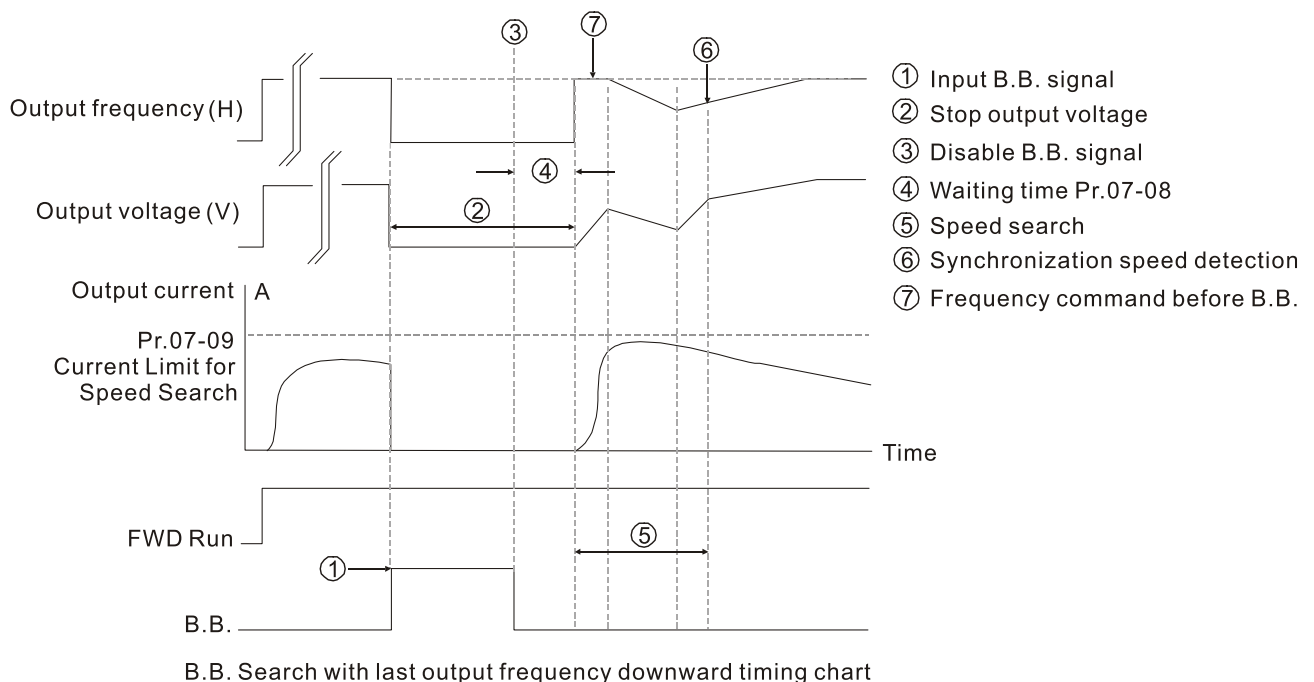 ③
⑦
⑥
Output frequency (H)
④
Output voltage (V)
②
Output current A
Pr.07-09
Current Limit for
Speed Search
Time
FWD Run
⑤
①
B.B.
① Input B.B. signal
② Stop output voltage
③ Disable B.B. signal
④ Waiting time Pr.07-08
⑤ Speed search
⑥ Synchronization speed detection
⑦ Frequency command before B.B.
B.B. Search with last output frequency downward timing chart